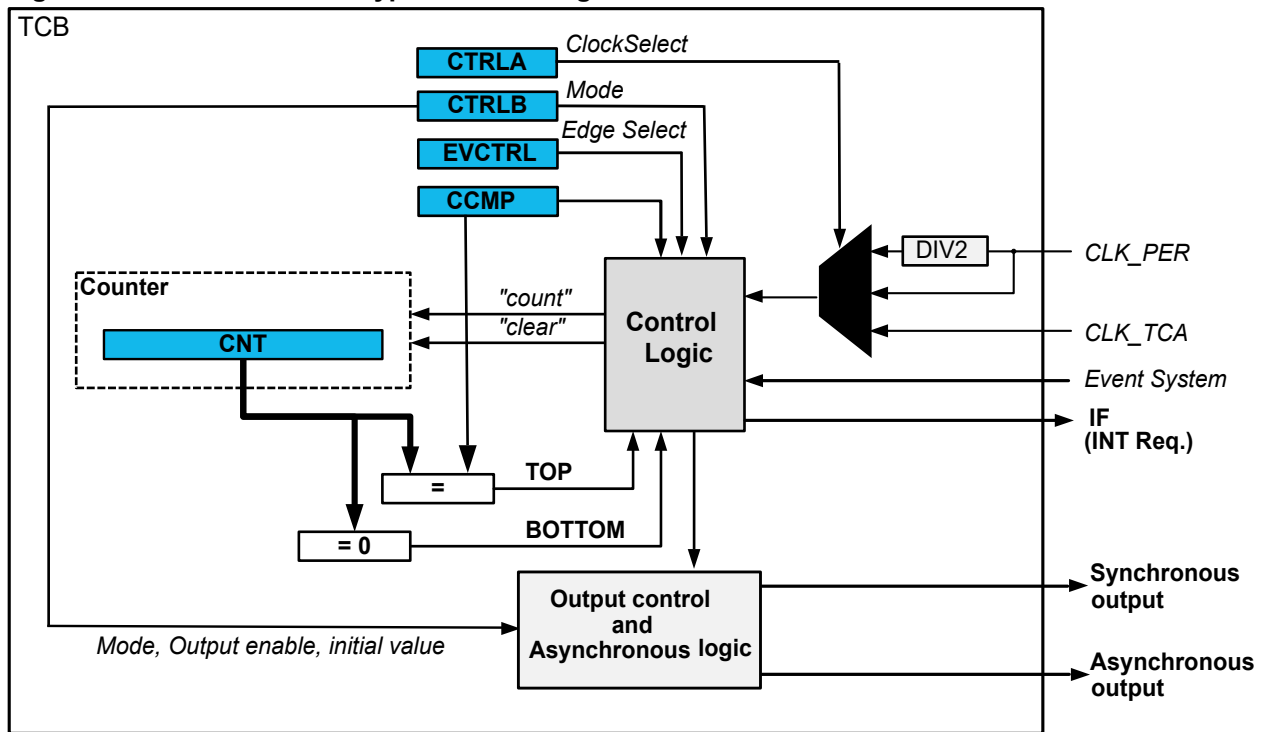 TCB
ClockSelect
CTRLA
Mode
CTRLB
Edge Select
EVCTRL
CCMP
DIV2
CLK_PER
Counter
"count"
Control
Logic
"clear"
CNT
CLK_TCA
Event System
IF
(INT Req.)
TOP
=
BOTTOM
= 0
Output control
and
Asynchronous logic
Synchronous
output
Mode, Output enable, initial value
Asynchronous
output